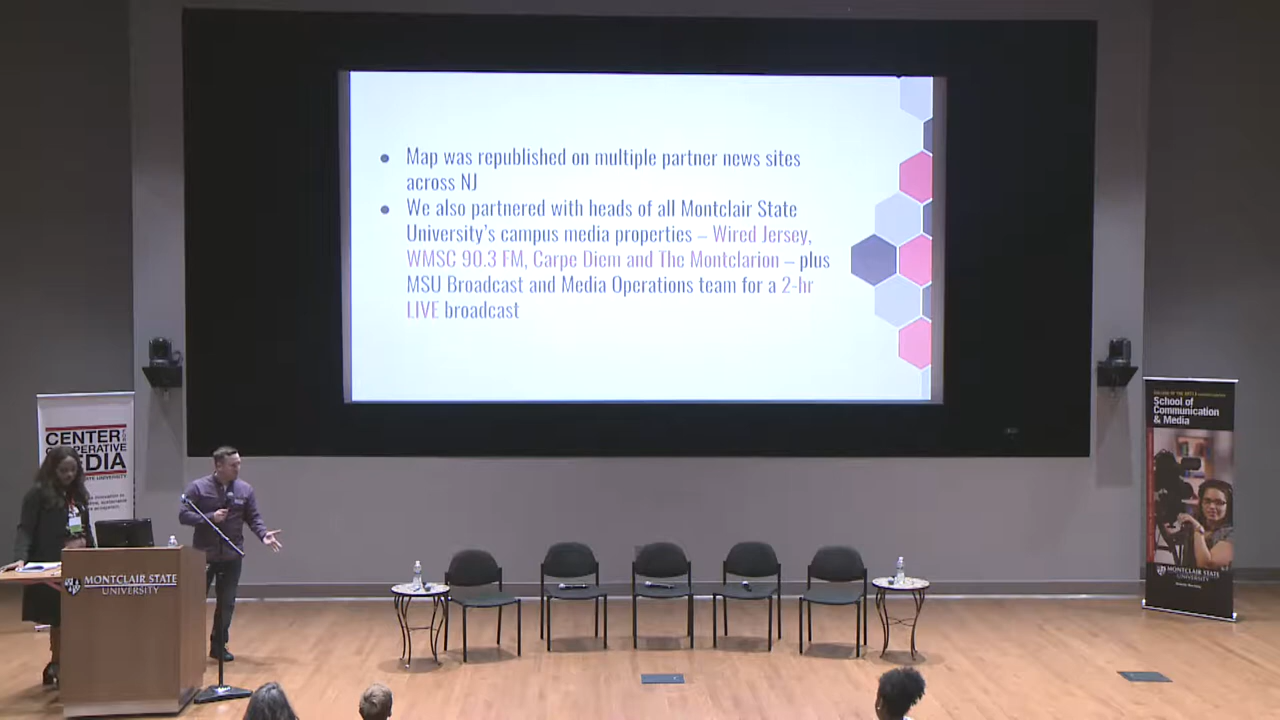 Map was republished on multiple partner news sites
across NJ
We also partnered with heads of all Montclair State
University's campus media properties – Wired Jersey,
WMSC 90.3 FM, Carpe Diem and The Montclarion – plus
MSU Broadcast and Media Operations team for a 2-hr
LIVE broadcast
CENTER
MEDIA
MONTCLAIR STATE
UNIVERSITY
School of
Communication
& Media
MONTCLAIR STATE
UNIVERSITY